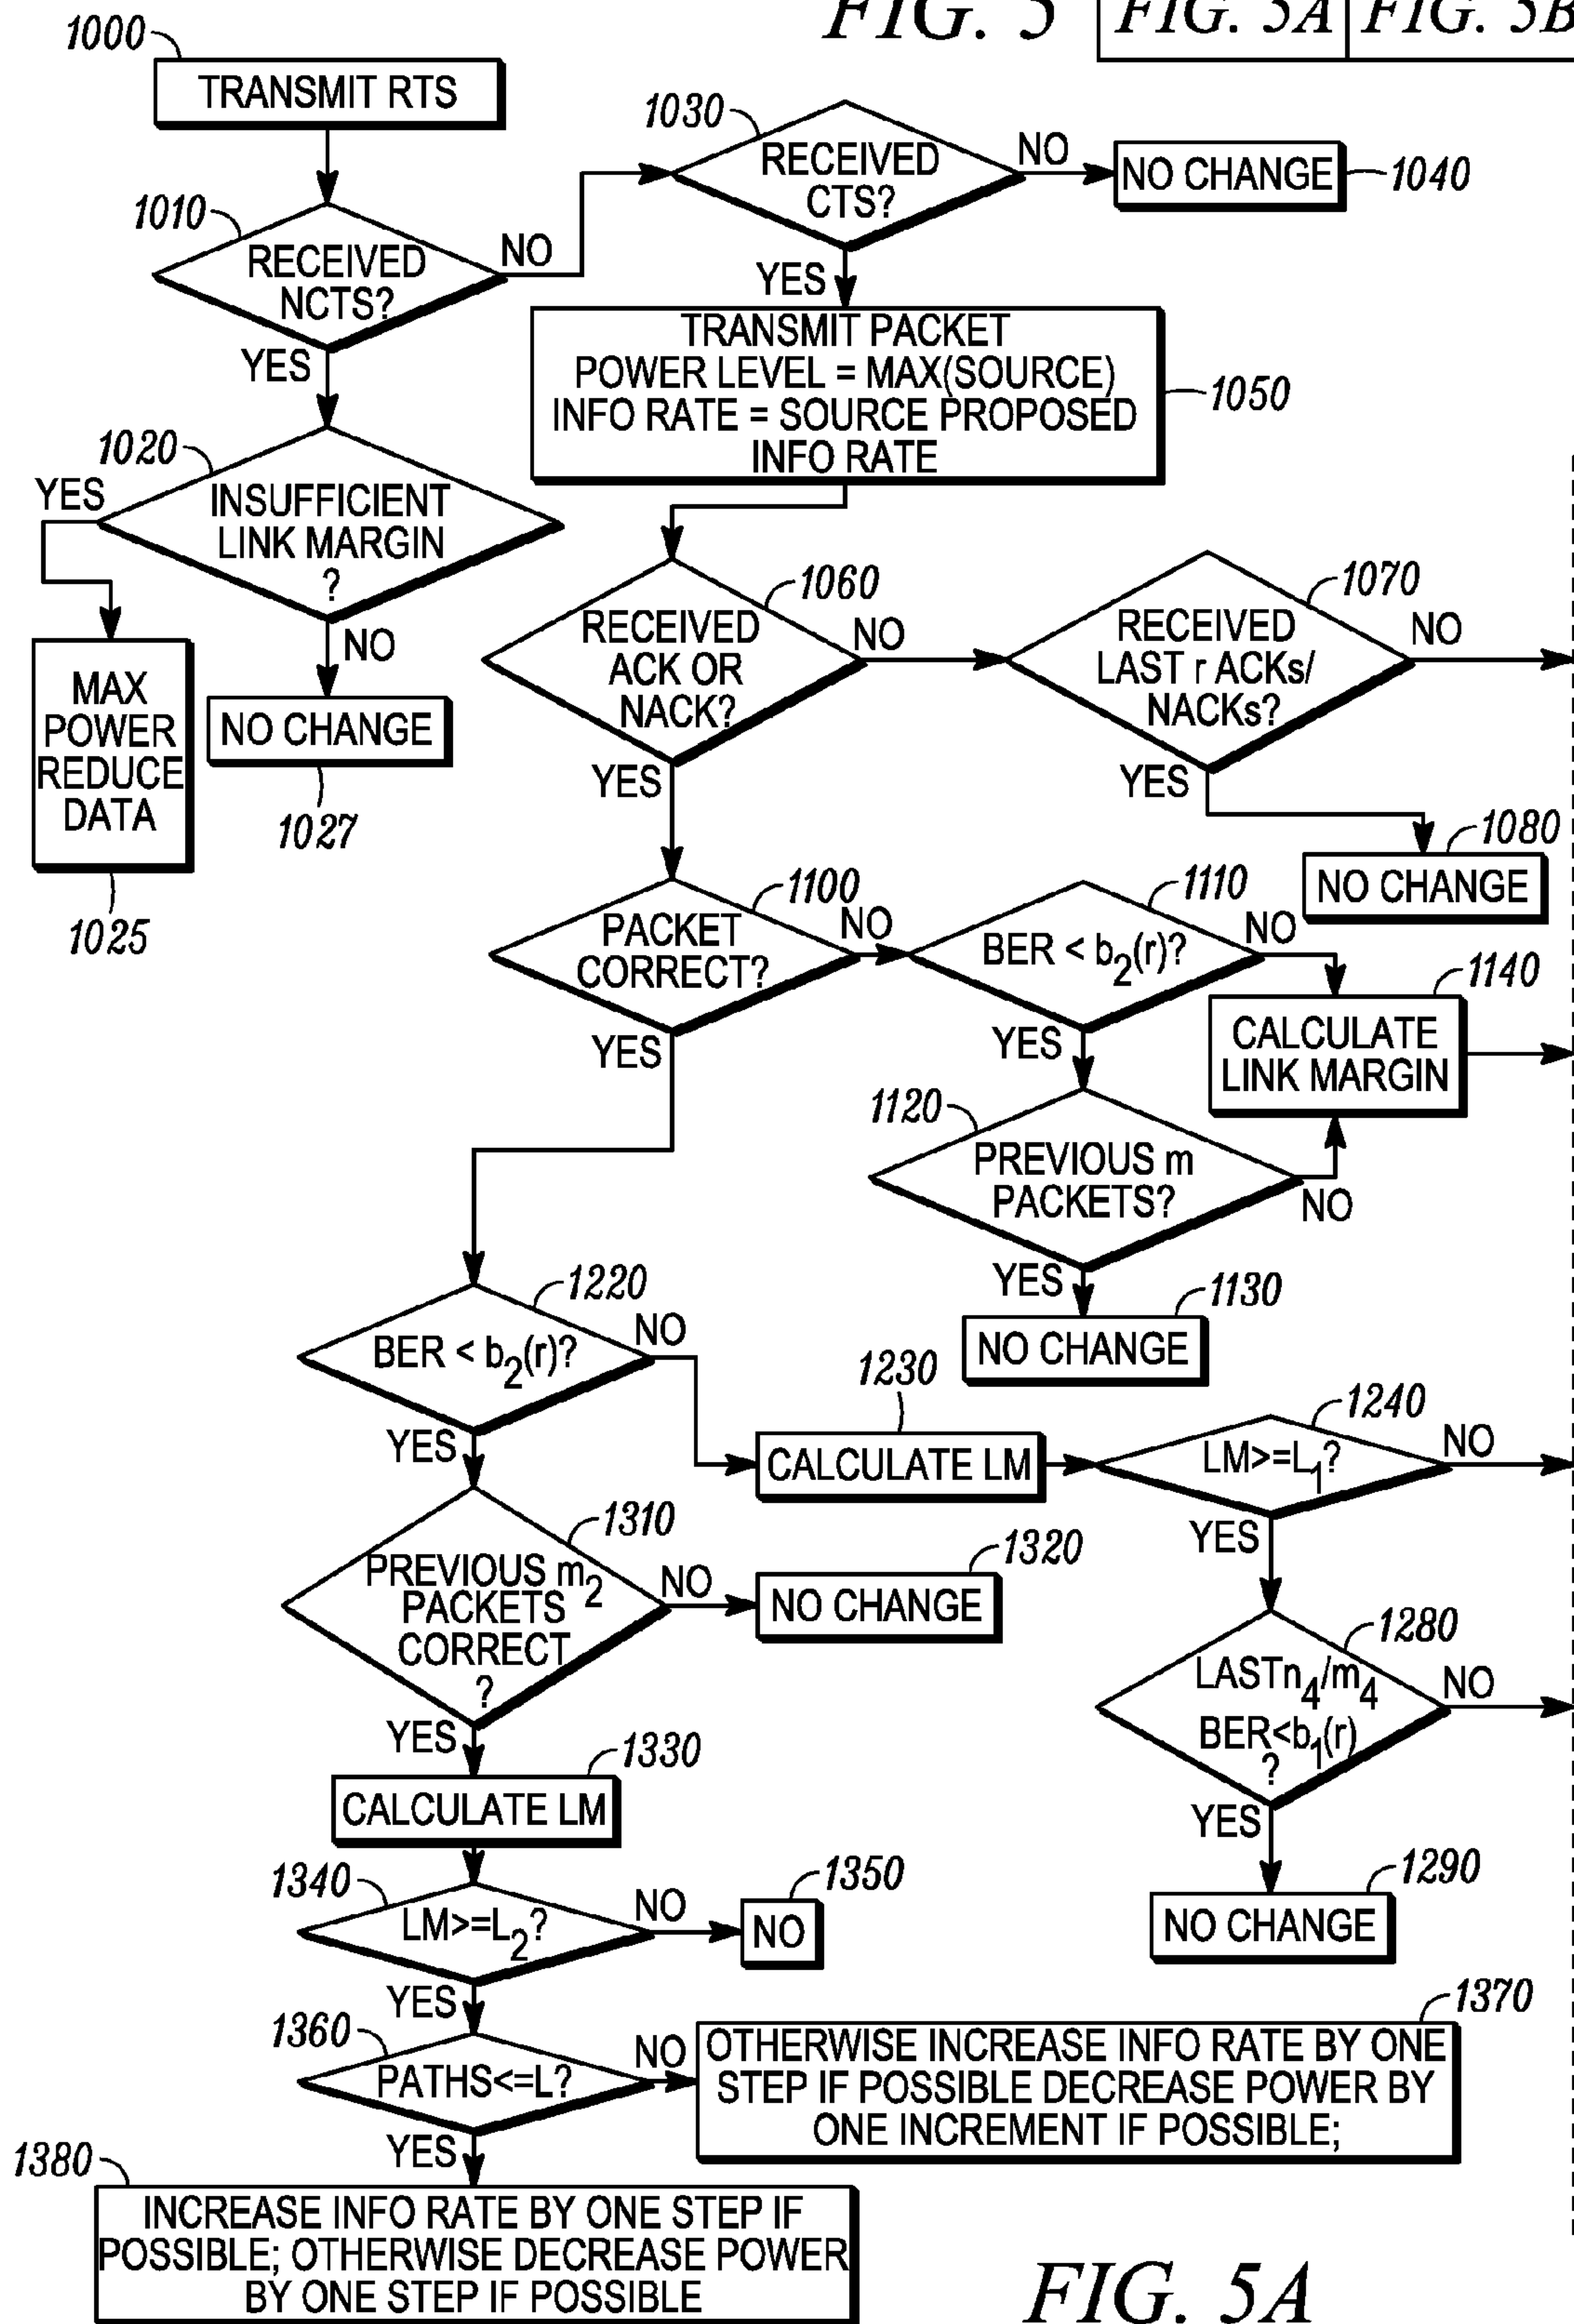 FIG. 5
FIG. 5A
FIG. 5B
1000
TRANSMIT RTS
1010
RECEIVED
NCTS?
NO
YES
1020
YES
INSUFFICIENT
LINK MARGIN
?
NO
MAX
POWER
REDUCE
DATA
1025
NO CHANGE
1027
1030
RECEIVED
CTS?
NO
NO CHANGE
1040
YES
TRANSMIT PACKET
POWER LEVEL = MAX(SOURCE)
INFO RATE = SOURCE PROPOSED
INFO RATE
1050
1060
RECEIVED
ACK OR
NACK?
NO
YES
1070
RECEIVED
LAST r ACKs/
NACKs?
NO
YES
1080
NO CHANGE
1100
PACKET
CORRECT?
NO
YES
1110
BER < b2(r)?
NO
YES
1140
CALCULATE
LINK MARGIN
1120
PREVIOUS m
PACKETS?
NO
YES
1130
NO CHANGE
1220
BER < b2(r)?
NO
YES
1230
CALCULATE LM
1240
LM>=L1?
NO
YES
1280
LASTn4/m4
BER<b1(r)
?
NO
YES
1290
NO CHANGE
1310
PREVIOUS m2
PACKETS
CORRECT
?
NO
1320
NO CHANGE
YES
1330
CALCULATE LM
1340
LM>=L2?
NO
1350
NO
YES
1360
PATHS<=L?
NO
1370
OTHERWISE INCREASE INFO RATE BY ONE
STEP IF POSSIBLE DECREASE POWER BY
ONE INCREMENT IF POSSIBLE;
YES
1380
INCREASE INFO RATE BY ONE STEP IF
POSSIBLE; OTHERWISE DECREASE POWER
BY ONE STEP IF POSSIBLE
FIG. 5A